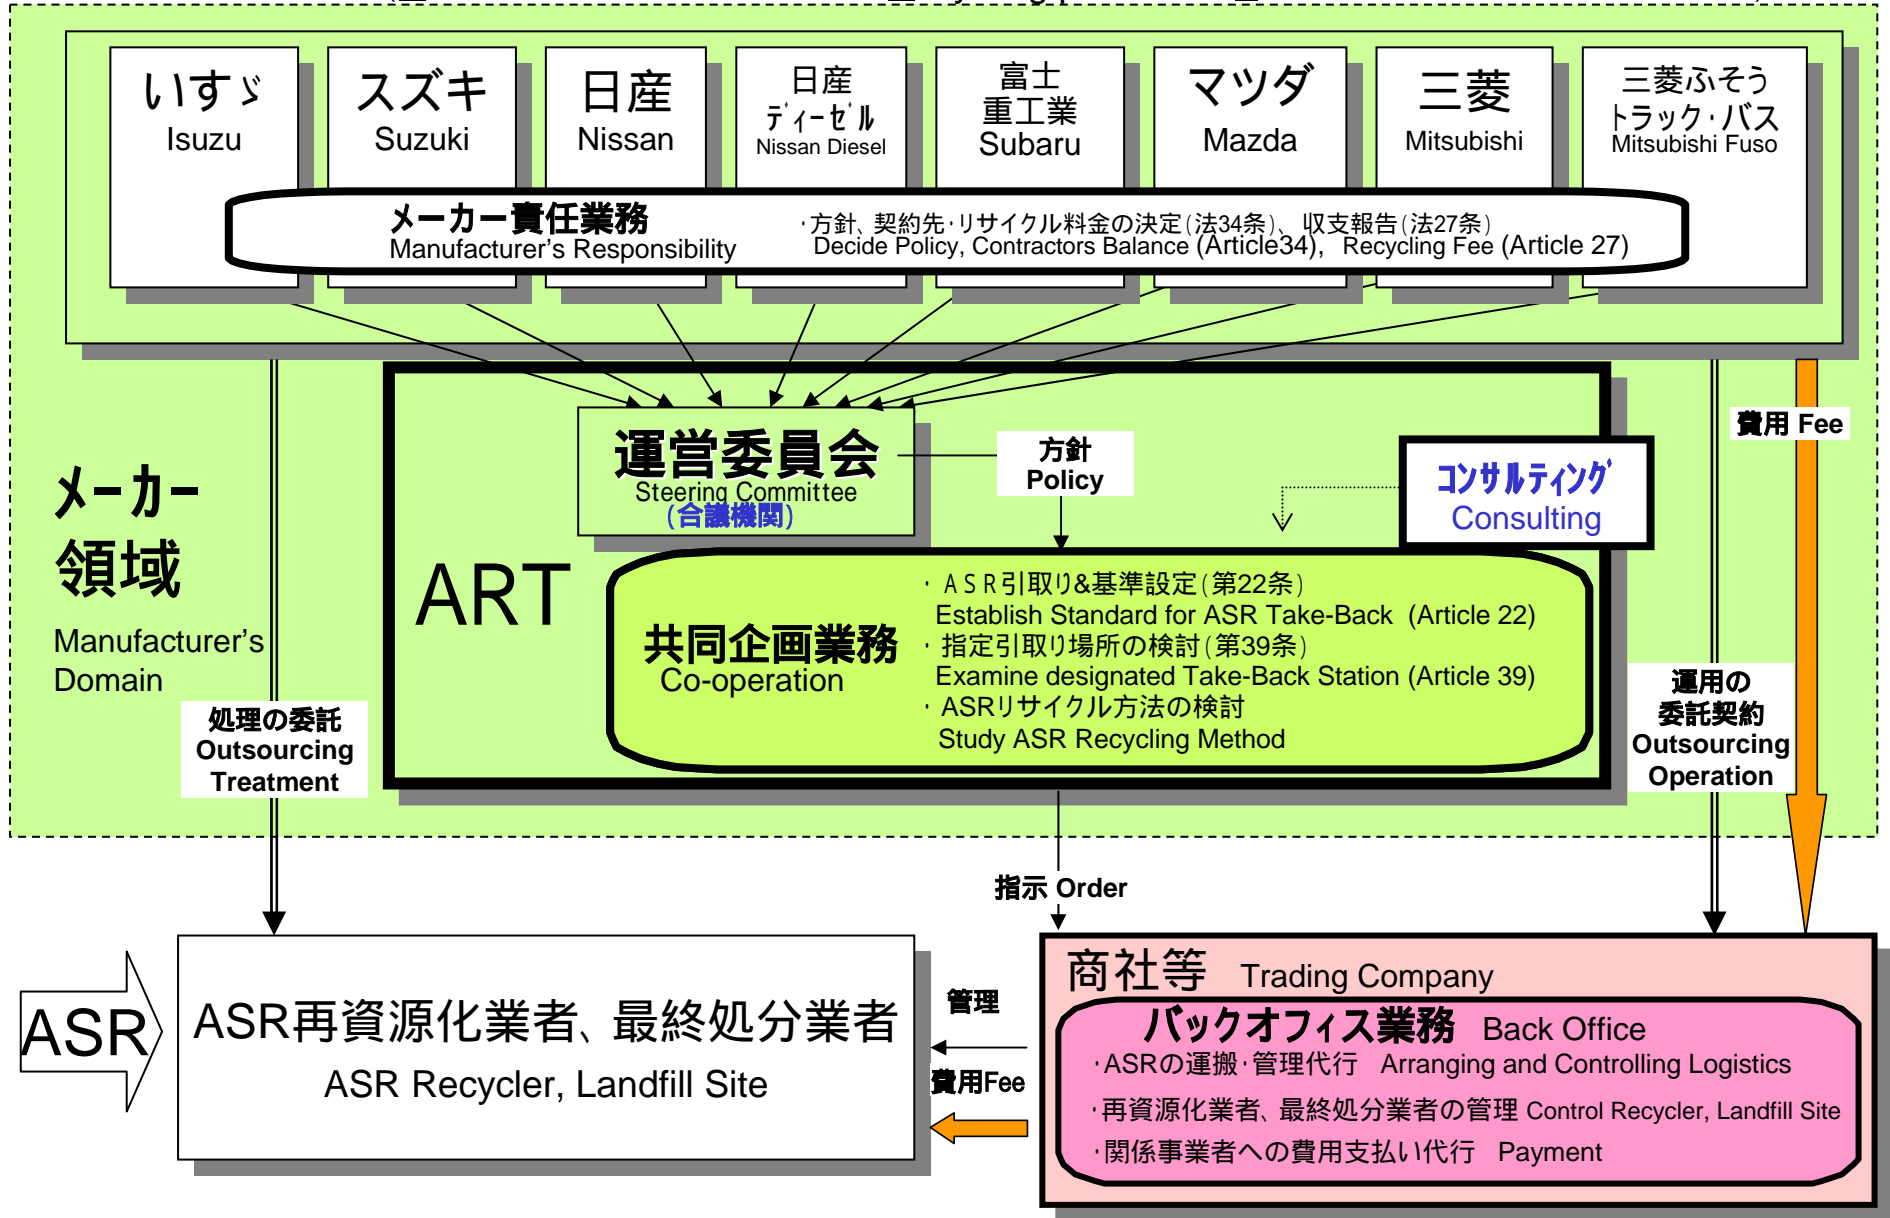 いすゞ
Isuzu
スズキ
Suzuki
日産
Nissan
日産
ディーゼル
Nissan Diesel
富士
重工業
Subaru
マツダ
Mazda
三菱
Mitsubishi
三菱ふそう
トラック・バス
Mitsubishi Fuso
メーカー責任業務
Manufacturer's Responsibility
・方針、契約先・リサイクル料金の決定(法34条)、収支報告(法27条)
Decide Policy, Contractors Balance (Article34), Recycling Fee (Article 27)
費用 Fee
運営委員会
Steering Committee
(合議機関)
方針
Policy
コンサルティング
Consulting
メーカー
領域
Manufacturer's
Domain
ART
共同企画業務
Co-operation
・ASR引取り&基準設定(第22条)
Establish Standard for ASR Take-Back (Article 22)
・指定引取り場所の検討(第39条)
Examine designated Take-Back Station (Article 39)
・ASRリサイクル方法の検討
Study ASR Recycling Method
処理の委託
Outsourcing
Treatment
運用の
委託契約
Outsourcing
Operation
指示 Order
ASR
ASR再資源化業者、最終処分業者
ASR Recycler, Landfill Site
管理
費用Fee
商社等 Trading Company
バックオフィス業務 Back Office
・ASRの運搬・管理代行 Arranging and Controlling Logistics
・再資源化業者、最終処分業者の管理 Control Recycler, Landfill Site
・関係事業者への費用支払い代行 Payment